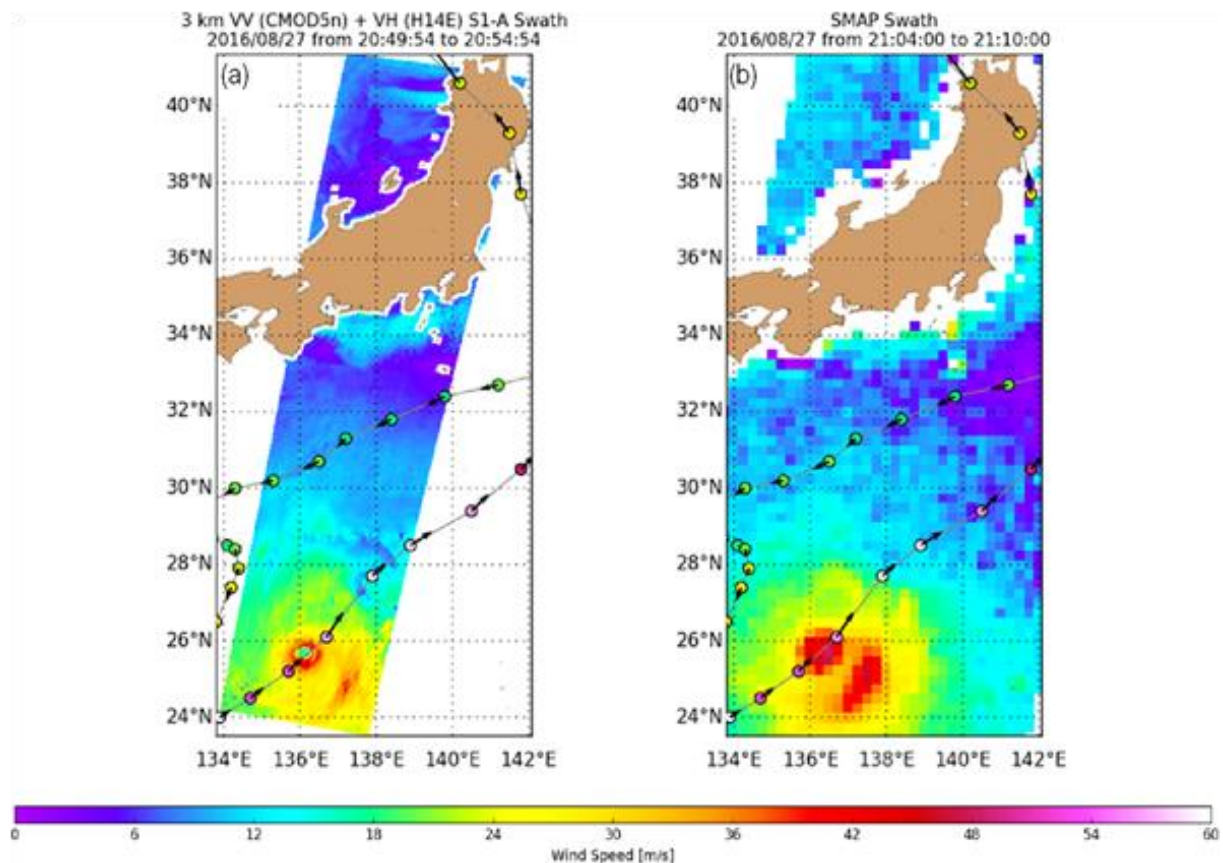 3 km VV (CMOD5n) + VH (H14E) S1-A Swath
2016/08/27 from 20:49:54 to 20:54:54
(a)
40°N
38°N
36°N
34°N
32°N
30°N
28°N
26°N
24°N
134°E 136°E 138°E 140°E 142°E
SMAP Swath
2016/08/27 from 21:04:00 to 21:10:00
(b)
40°N
38°N
36°N
34°N
32°N
30°N
28°N
26°N
24°N
134°E 136°E 138°E 140°E 142°E
0 6 12 18 24 30 36 42 48 54 60
Wind Speed [m/s]